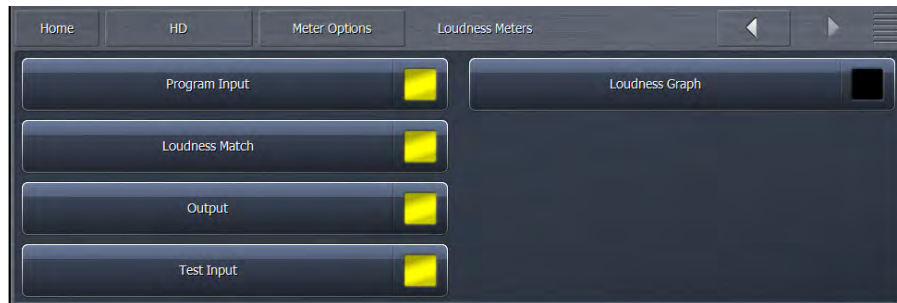 Home HD Meter Options Loudness Meters
Program Input
Loudness Graph
Loudness Match
Output
Test Input